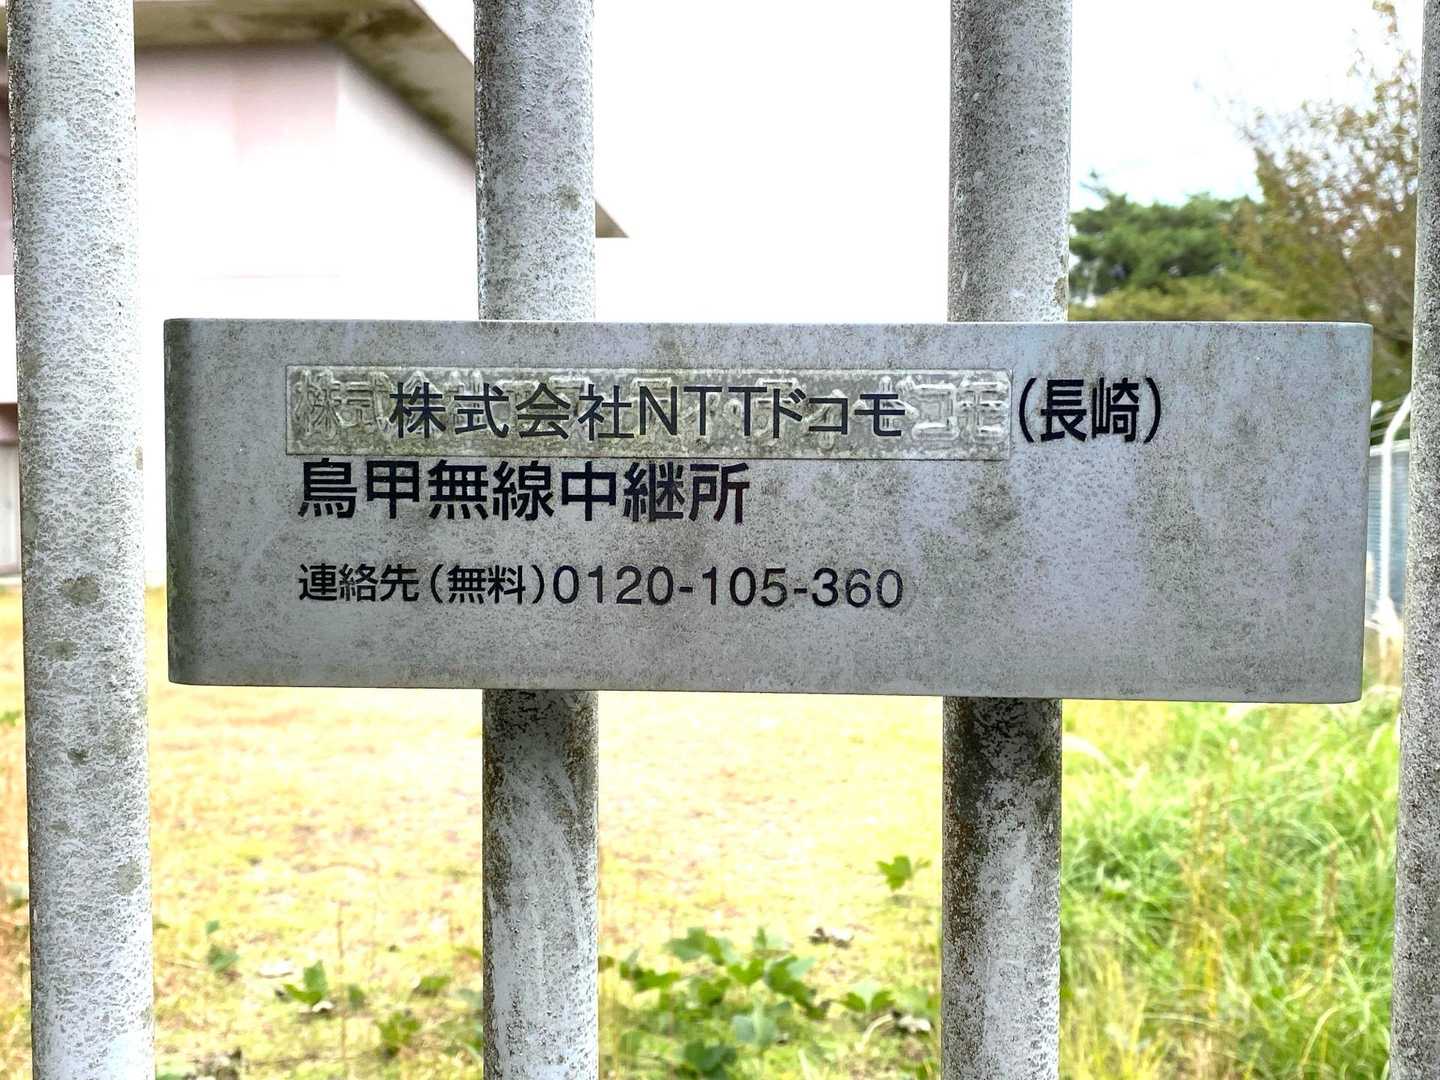 株式会社NTTドコモ(長崎)
鳥甲無線中継所
連絡先(無料)0120-105-360